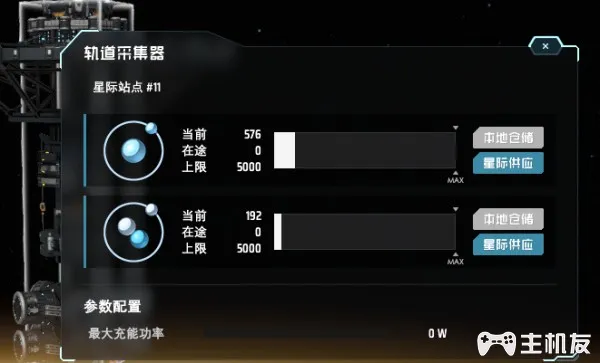 轨道采集器
×
星际站点 #11
当前 576
在途 0
上限 5000
MAX
本地仓储
星际供应
当前 192
在途 0
上限 5000
MAX
本地仓储
星际供应
参数配置
最大充能功率 0 W
主机友